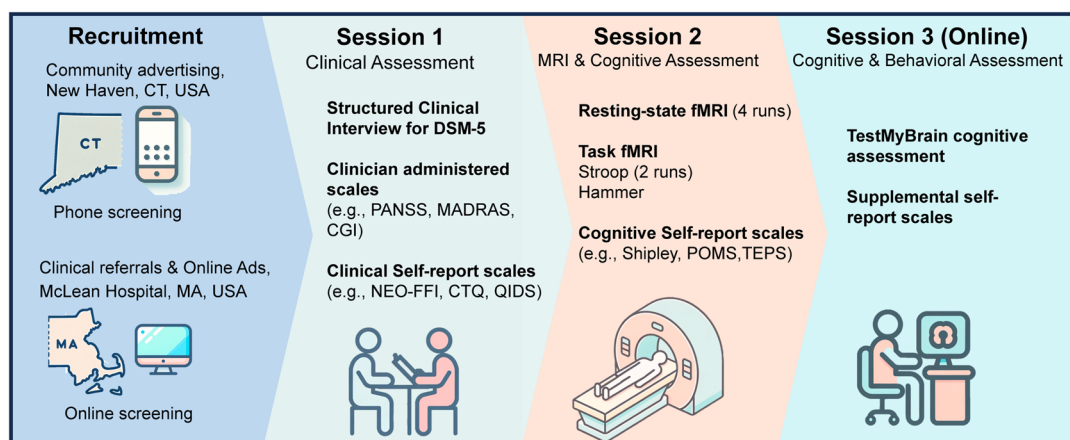 Recruitment
Community advertising,
New Haven, CT, USA
CT
Phone screening
Clinical referrals & Online Ads,
McLean Hospital, MA, USA
MA
Online screening
Session 1
Clinical Assessment
Structured Clinical
Interview for DSM-5
Clinician administered
scales
(e.g., PANSS, MADRAS,
CGI)
Clinical Self-report scales
(e.g., NEO-FFI, CTQ, QIDS)
Session 2
MRI & Cognitive Assessment
Resting-state fMRI (4 runs)
Task fMRI
Stroop (2 runs)
Hammer
Cognitive Self-report scales
(e.g., Shipley, POMS,TEPS)
Session 3 (Online)
Cognitive & Behavioral Assessment
TestMyBrain cognitive
assessment
Supplemental self-
report scales